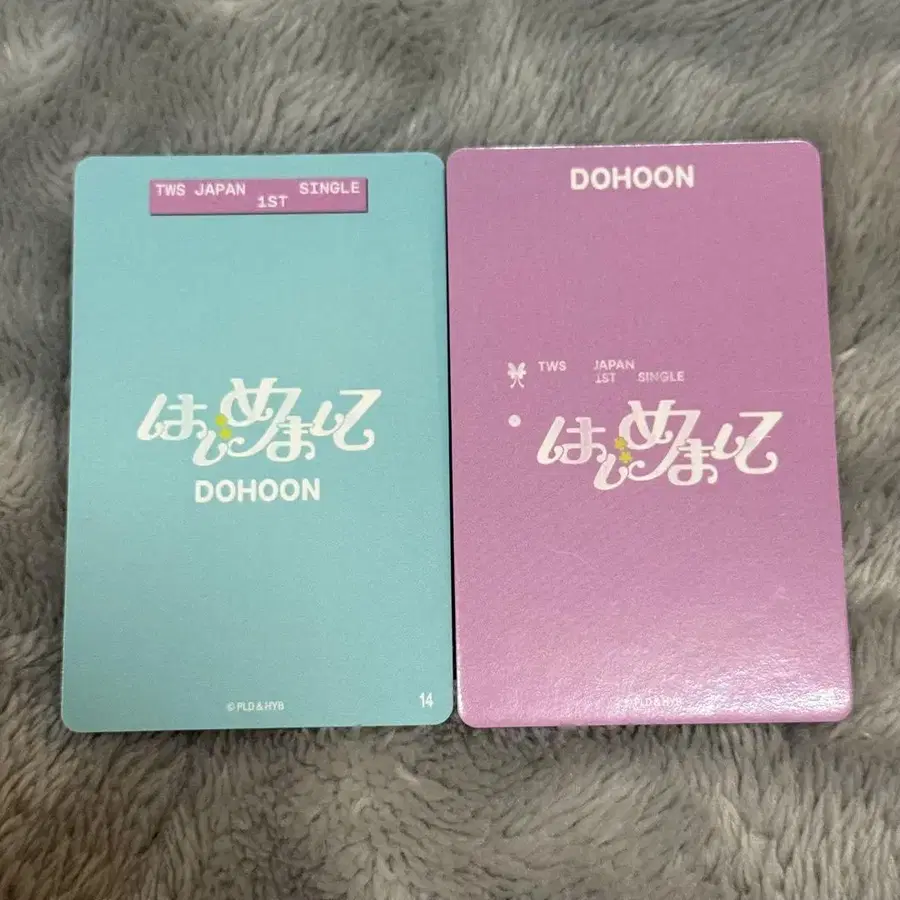 TWS JAPAN SINGLE
1ST
はじめまして
DOHOON
© PLD & HYB
14
DOHOON
TWS JAPAN
1ST SINGLE
はじめまして
© PLD & HYB